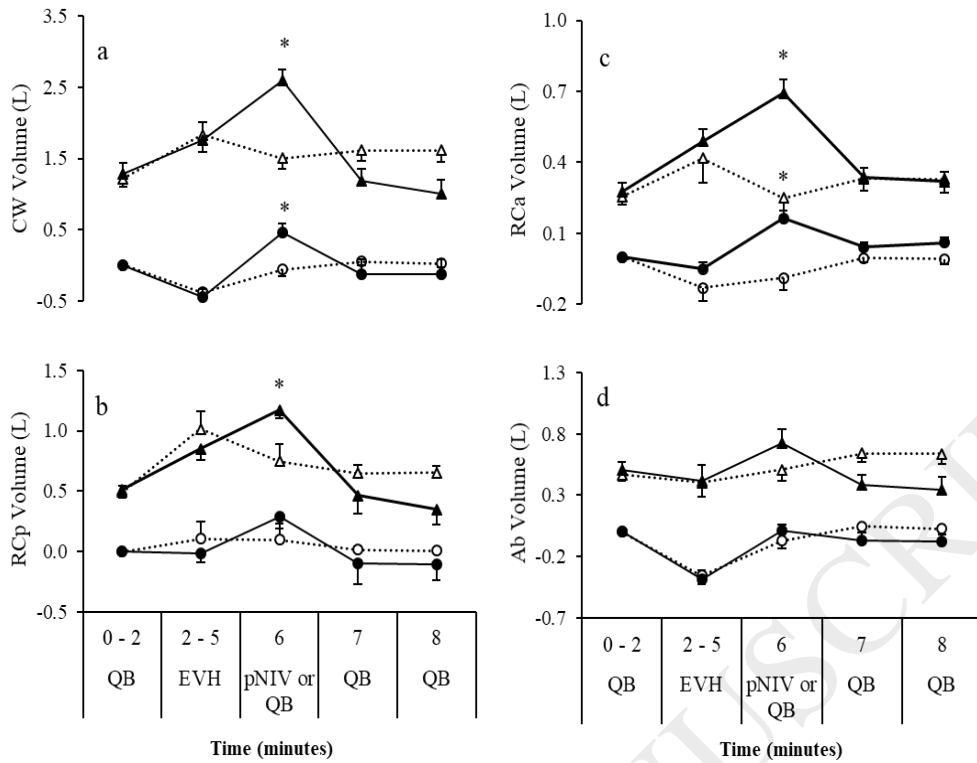 3.5
a
*
2.5
CW Volume (L)
1.5
*
0.5
-0.5
1.0
c
*
0.7
RCa Volume (L)
0.4
*
0.1
-0.2
1.5
b
*
1.0
RCp Volume (L)
0.5
0.0
-0.5
0 - 2 2 - 5 6 7 8
QB EVH pNIV or QB QB
QB
Time (minutes)
1.3
d
0.8
Ab Volume (L)
0.3
-0.2
-0.7
0 - 2 2 - 5 6 7 8
QB EVH pNIV or QB QB
QB
Time (minutes)